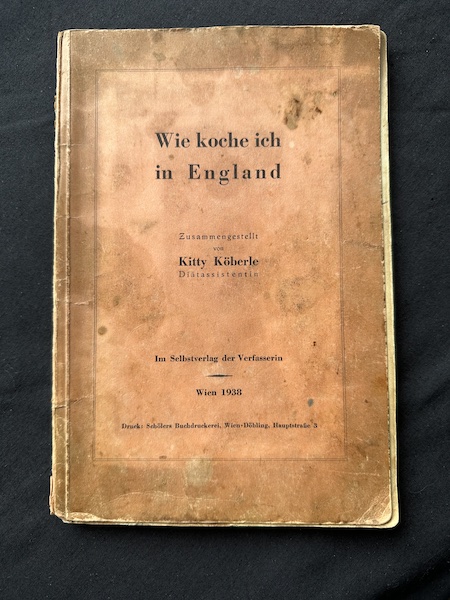 Wie koche ich
in England
Zusammengestellt
von
Kitty Köberle
Diätassistentin
Im Selbstverlag der Verfasserin
Wien 1938
Druck: Schölers Buchdruckerei, Wien-Döbling, Hauptstraße 3